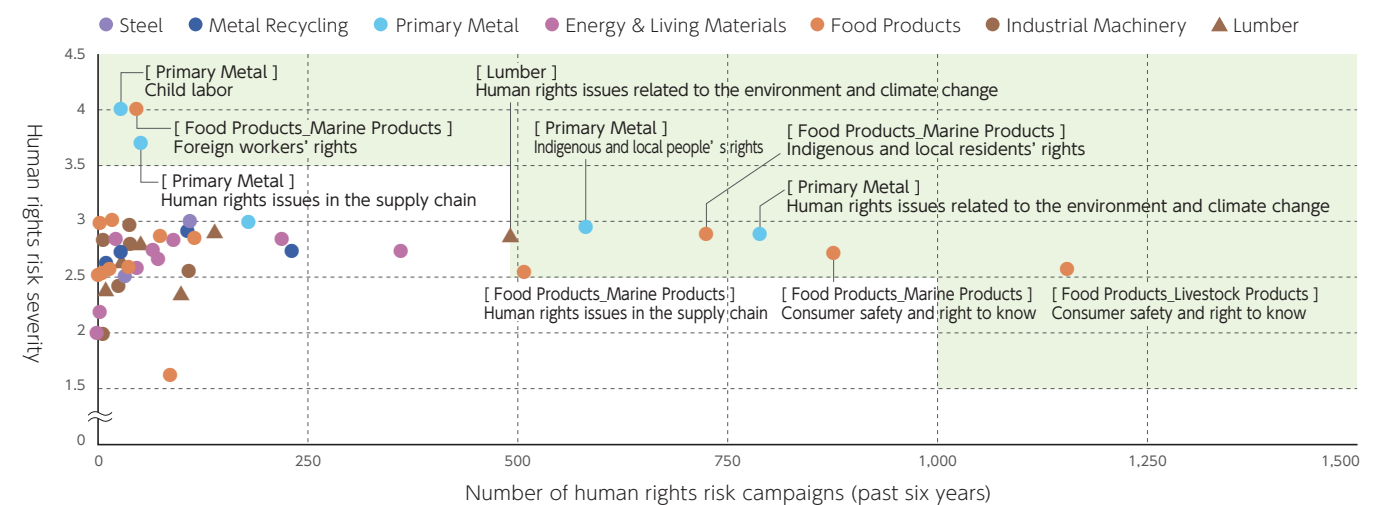 Steel Metal Recycling Primary Metal Energy & Living Materials Food Products Industrial Machinery Lumber
4.5
[ Primary Metal ]
Child labor
[ Lumber ]
Human rights issues related to the environment and climate change
4
[ Food Products_Marine Products ]
Foreign workers' rights
[ Primary Metal ]
Indigenous and local people' s rights
[ Food Products_Marine Products ]
Indigenous and local residents' rights
3.5
[ Primary Metal ]
Human rights issues in the supply chain
[ Primary Metal ]
Human rights issues related to the environment and climate change
3
2.5
[ Food Products_Marine Products ]
Human rights issues in the supply chain
[ Food Products_Marine Products ]
Consumer safety and right to know
[ Food Products_Livestock Products ]
Consumer safety and right to know
2
1.5
0
Human rights risk severity
0 250 500 750 1,000 1,250 1,500
Number of human rights risk campaigns (past six years)